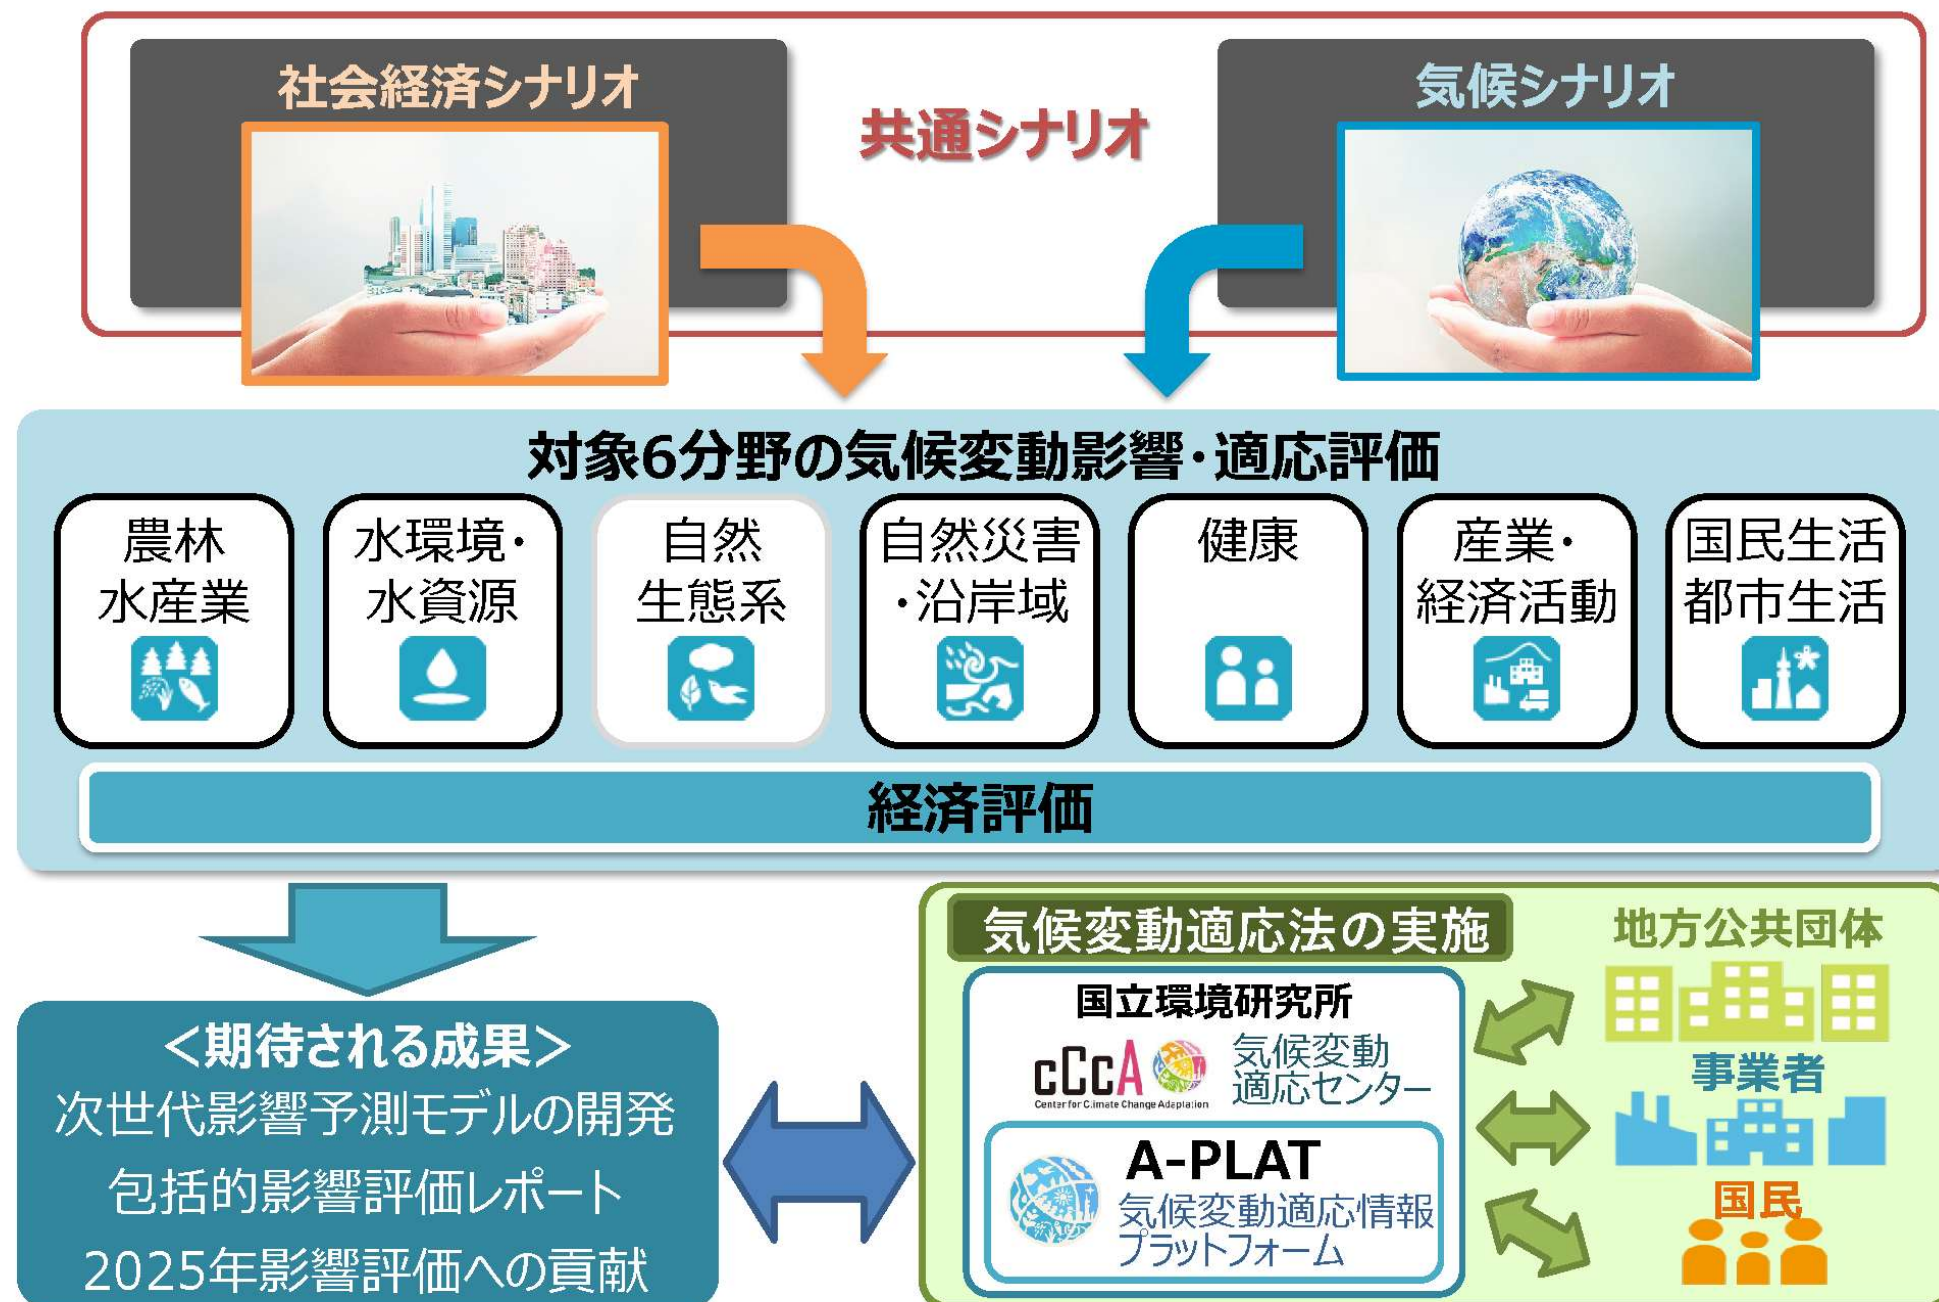 社会経済シナリオ
共通シナリオ
気候シナリオ
対象6分野の気候変動影響・適応評価
農林
水産業
水環境・
水資源
自然
生態系
自然災害
・沿岸域
健康
産業・
経済活動
国民生活
都市生活
経済評価
<期待される成果>
次世代影響予測モデルの開発
包括的影響評価レポート
2025年影響評価への貢献
気候変動適応法の実施
国立環境研究所
cCcA
Center for Climate Change Adaptation
気候変動
適応センター
A-PLAT
気候変動適応情報
プラットフォーム
地方公共団体
事業者
国民